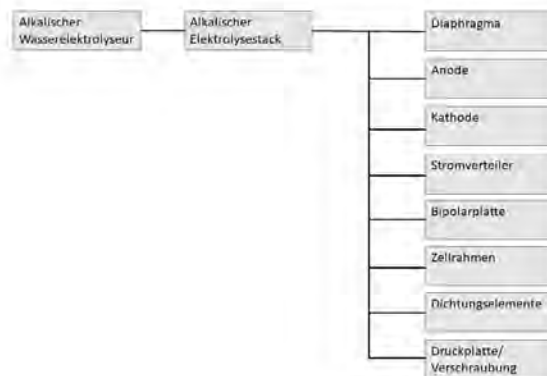 Alkalischer
Wasserelektrolyseur
Alkalischer
Elektrolysestack
Diaphragma
Anode
Kathode
Stromverteiler
Bipolarplatte
Zellrahmen
Dichtungselemente
Druckplatte/
Verschraubung